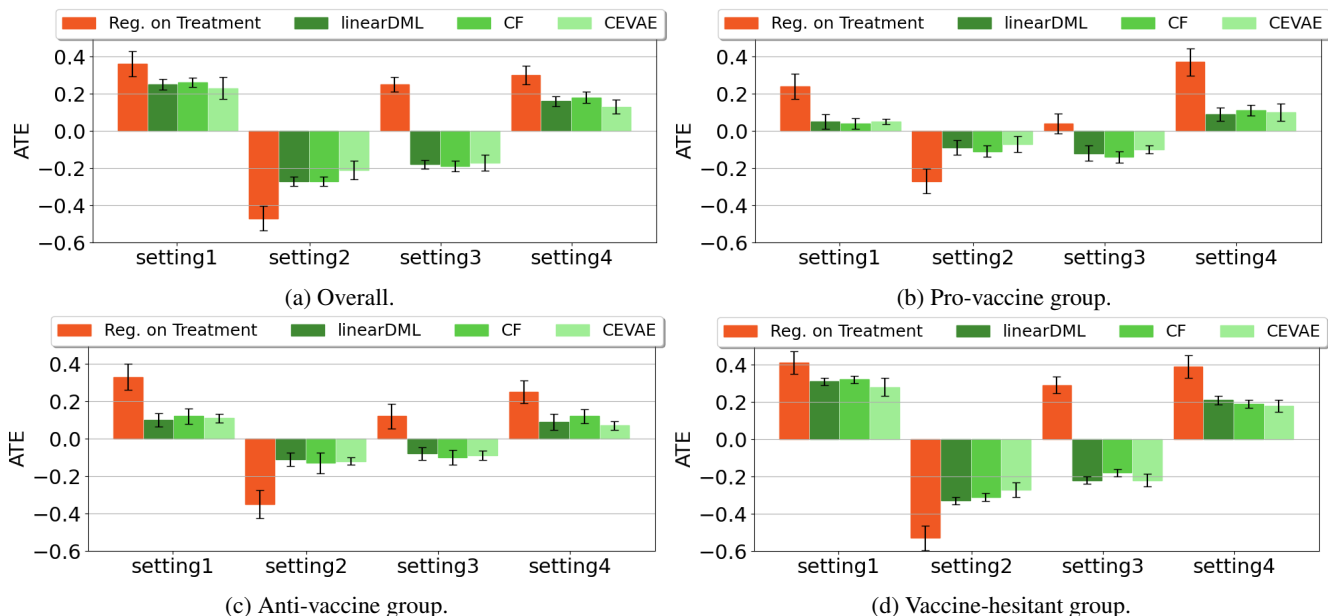 Reg. on Treatment linearDML CF CEVAE
0.4
0.2
0.0
−0.2
−0.4
−0.6
ATE
setting1 setting2 setting3 setting4
(a) Overall.
Reg. on Treatment linearDML CF CEVAE
0.4
0.2
0.0
−0.2
−0.4
−0.6
ATE
setting1 setting2 setting3 setting4
(b) Pro-vaccine group.
Reg. on Treatment linearDML CF CEVAE
0.4
0.2
0.0
−0.2
−0.4
−0.6
ATE
setting1 setting2 setting3 setting4
(c) Anti-vaccine group.
Reg. on Treatment linearDML CF CEVAE
0.4
0.2
0.0
−0.2
−0.4
−0.6
ATE
setting1 setting2 setting3 setting4
(d) Vaccine-hesitant group.